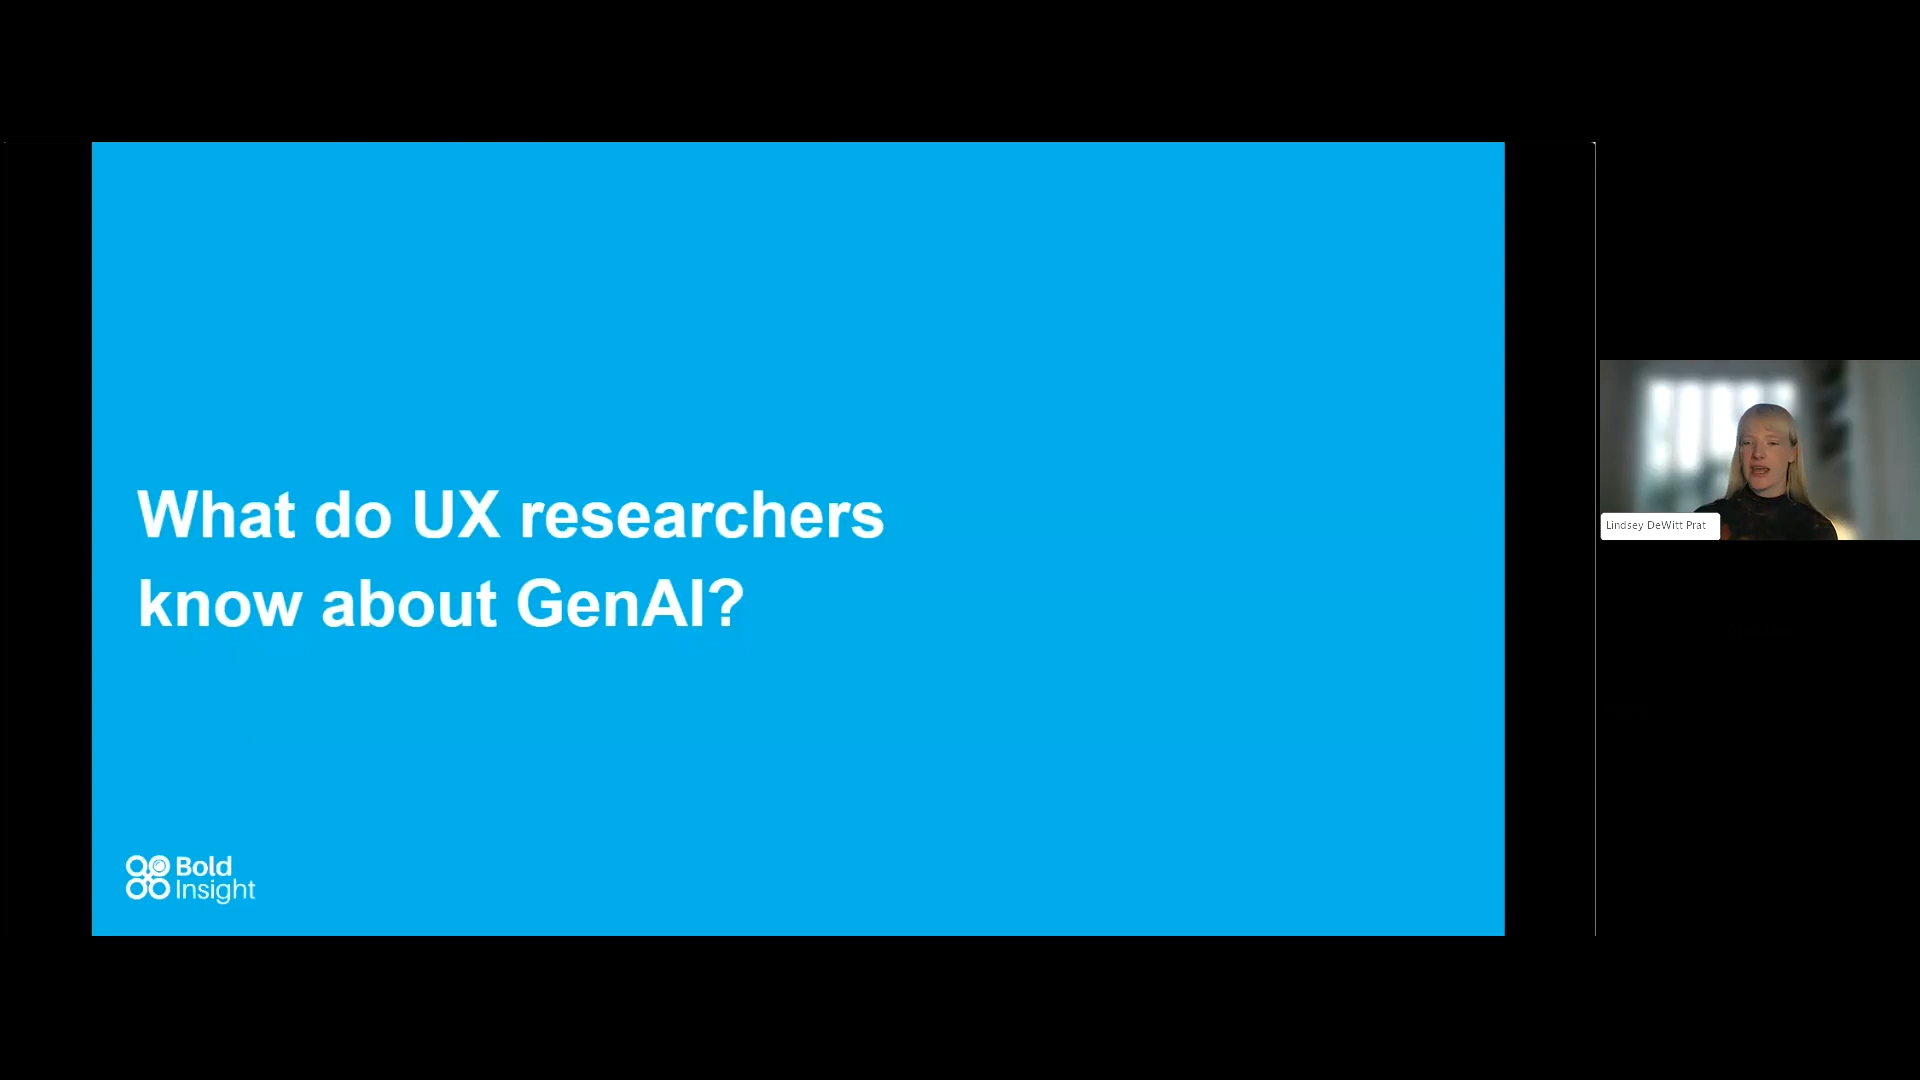 What do UX researchers
know about GenAI?
Bold
Insight
Lindsey DeWitt Prat